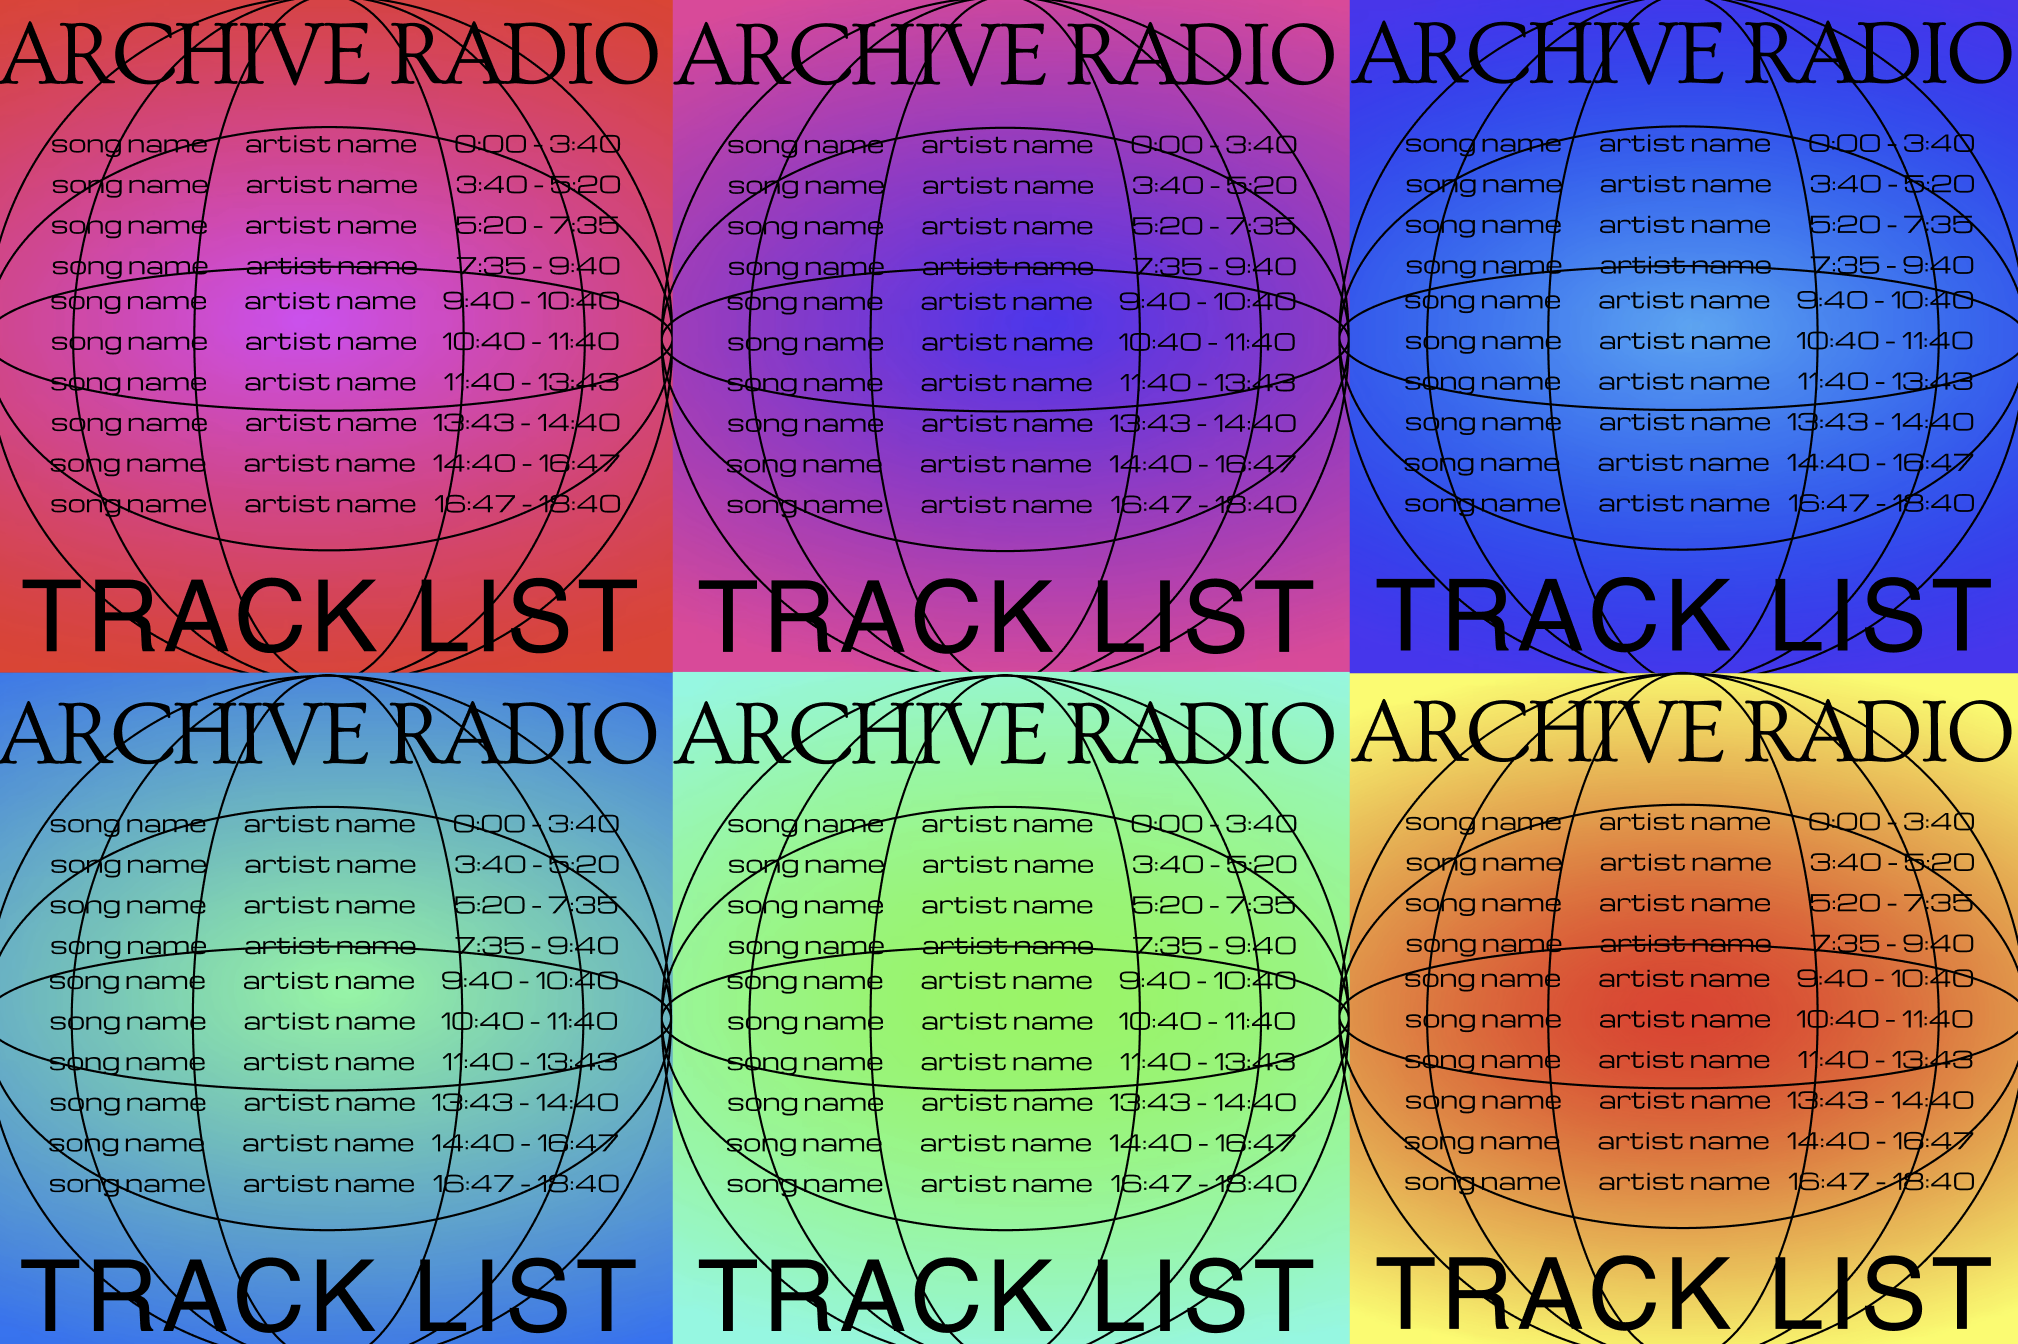 ARCHIVE RADIO
song name artist name 0:00 - 3:40
song name artist name 3:40 - 5:20
song name artist name 5:20 - 7:35
song name artist name 7:35 - 9:40
song name artist name 9:40 - 10:40
song name artist name 10:40 - 11:40
song name artist name 11:40 - 13:43
song name artist name 13:43 - 14:40
song name artist name 14:40 - 16:47
song name artist name 16:47 - 18:40
TRACK LIST
ARCHIVE RADIO
song name artist name 0:00 - 3:40
song name artist name 3:40 - 5:20
song name artist name 5:20 - 7:35
song name artist name 7:35 - 9:40
song name artist name 9:40 - 10:40
song name artist name 10:40 - 11:40
song name artist name 11:40 - 13:43
song name artist name 13:43 - 14:40
song name artist name 14:40 - 16:47
song name artist name 16:47 - 18:40
TRACK LIST
ARCHIVE RADIO
song name artist name 0:00 - 3:40
song name artist name 3:40 - 5:20
song name artist name 5:20 - 7:35
song name artist name 7:35 - 9:40
song name artist name 9:40 - 10:40
song name artist name 10:40 - 11:40
song name artist name 11:40 - 13:43
song name artist name 13:43 - 14:40
song name artist name 14:40 - 16:47
song name artist name 16:47 - 18:40
TRACK LIST
ARCHIVE RADIO
song name artist name 0:00 - 3:40
song name artist name 3:40 - 5:20
song name artist name 5:20 - 7:35
song name artist name 7:35 - 9:40
song name artist name 9:40 - 10:40
song name artist name 10:40 - 11:40
song name artist name 11:40 - 13:43
song name artist name 13:43 - 14:40
song name artist name 14:40 - 16:47
song name artist name 16:47 - 18:40
TRACK LIST
ARCHIVE RADIO
song name artist name 0:00 - 3:40
song name artist name 3:40 - 5:20
song name artist name 5:20 - 7:35
song name artist name 7:35 - 9:40
song name artist name 9:40 - 10:40
song name artist name 10:40 - 11:40
song name artist name 11:40 - 13:43
song name artist name 13:43 - 14:40
song name artist name 14:40 - 16:47
song name artist name 16:47 - 18:40
TRACK LIST
ARCHIVE RADIO
song name artist name 0:00 - 3:40
song name artist name 3:40 - 5:20
song name artist name 5:20 - 7:35
song name artist name 7:35 - 9:40
song name artist name 9:40 - 10:40
song name artist name 10:40 - 11:40
song name artist name 11:40 - 13:43
song name artist name 13:43 - 14:40
song name artist name 14:40 - 16:47
song name artist name 16:47 - 18:40
TRACK LIST